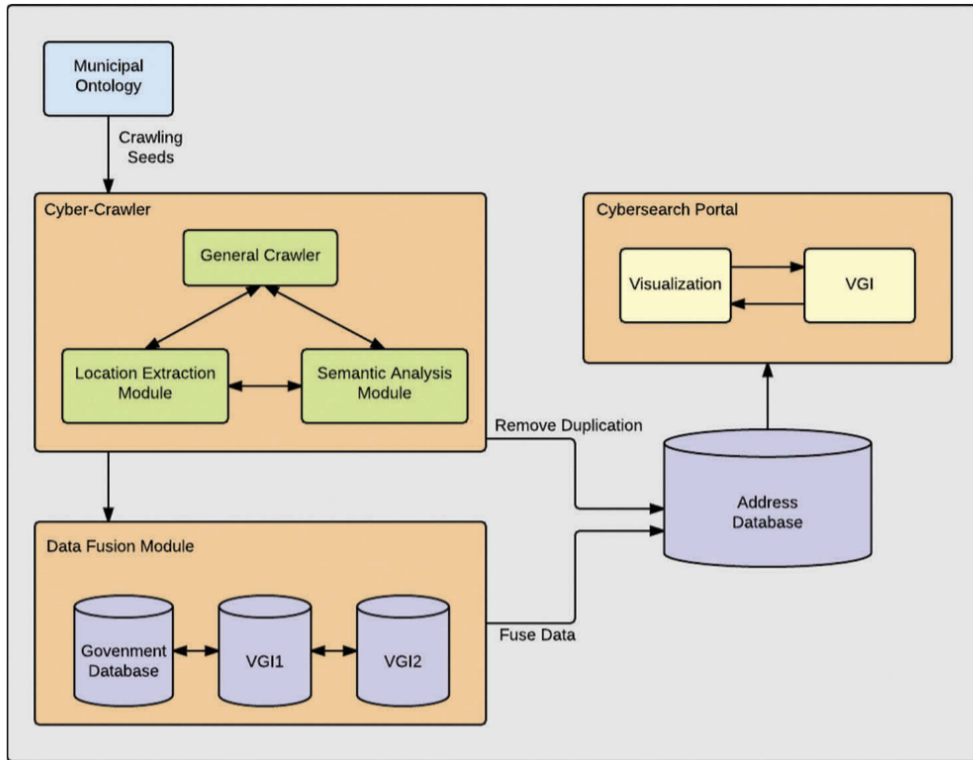 Municipal
Ontology
Crawling
Seeds
Cyber-Crawler
General Crawler
Location Extraction
Module
Semantic Analysis
Module
Cybersearch Portal
Visualization
VGI
Remove Duplication
Address
Database
Data Fusion Module
Govenment
Database
VGI1
VGI2
Fuse Data